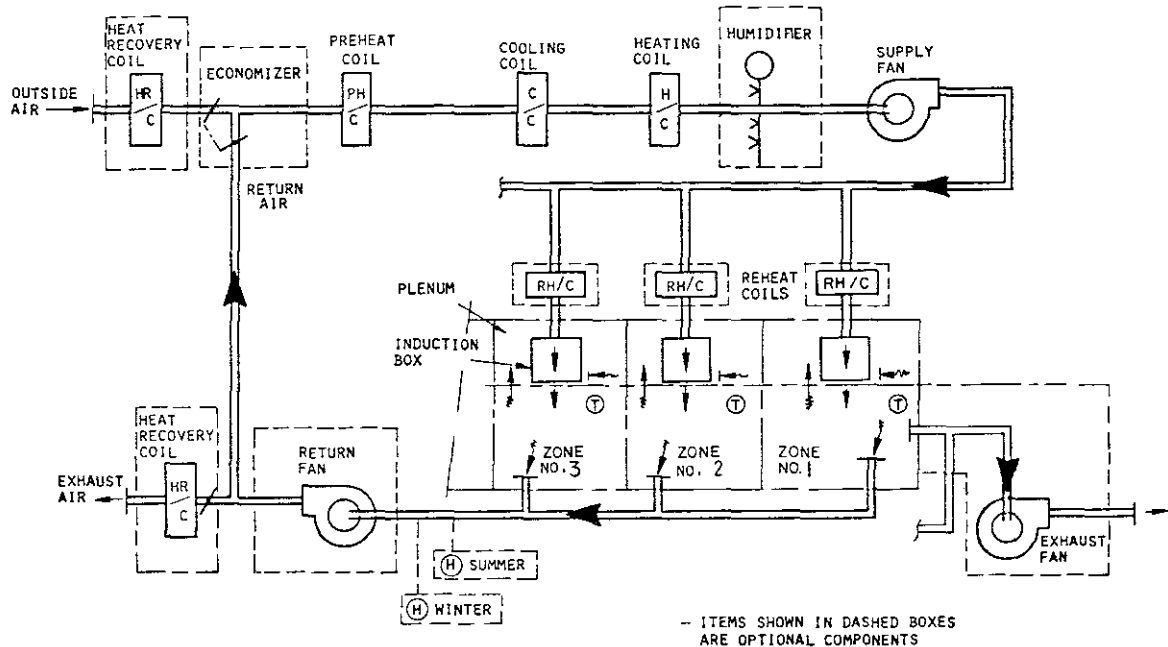 HEAT
RECOVERY
COIL
ECONOMIZER
PREHEAT
COIL
COOLING
COIL
HEATING
COIL
HUMIDIFIER
SUPPLY
FAN
OUTSIDE
AIR
HR
C
PH
C
C
C
H
C
RETURN
AIR
RH/C
RH/C
REHEAT
COILS
RH/C
PLENUM
INDUCTION
BOX
T
T
T
HEAT
RECOVERY
COIL
RETURN
FAN
ZONE
NO.3
ZONE
NO. 2
ZONE
NO.1
EXHAUST
AIR
HR
C
EXHAUST
FAN
H SUMMER
H WINTER
- ITEMS SHOWN IN DASHED BOXES
ARE OPTIONAL COMPONENTS